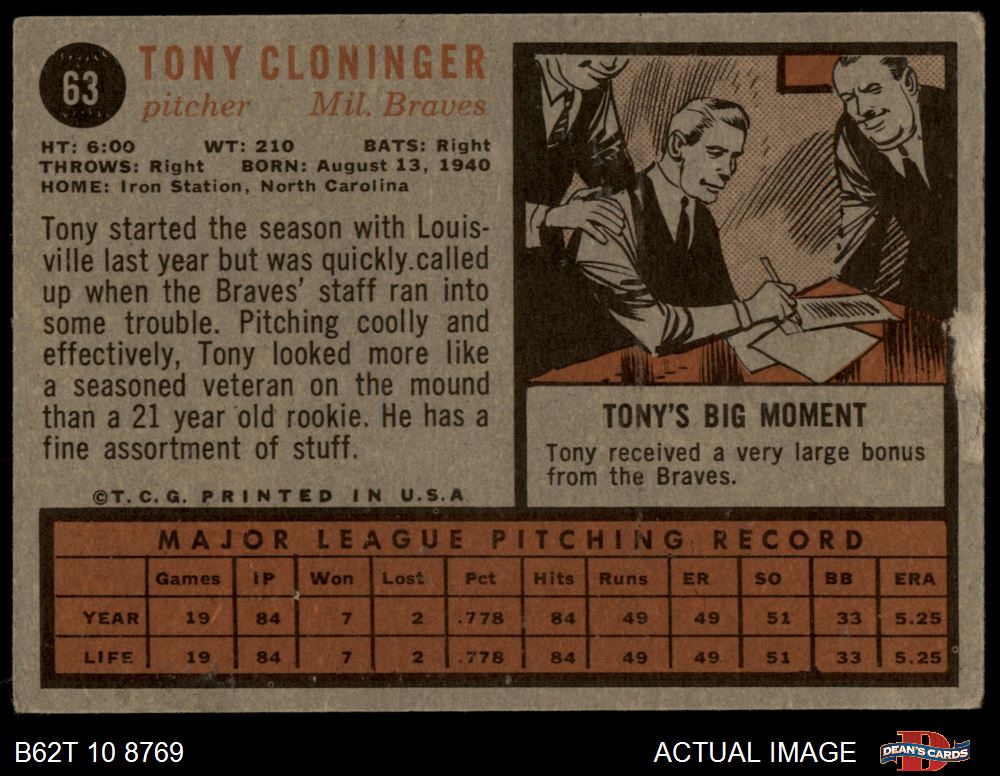 63
TONY CLONINGER
pitcher Mil. Braves
HT: 6:00 WT: 210 BATS: Right
THROWS: Right BORN: August 13, 1940
HOME: Iron Station, North Carolina
Tony started the season with Louis-
ville last year but was quickly called
up when the Braves' staff ran into
some trouble. Pitching coolly and
effectively, Tony looked more like
a seasoned veteran on the mound
than a 21 year old rookie. He has a
fine assortment of stuff.
©T.C.G. PRINTED IN U.S.A.
TONY'S BIG MOMENT
Tony received a very large bonus
from the Braves.
MAJOR LEAGUE PITCHING RECORD
Games IP Won Lost Pct Hits Runs ER SO BB ERA
YEAR 19 84 7 2 .778 84 49 49 51 33 5.25
LIFE 19 84 7 2 .778 84 49 49 51 33 5.25
B62T 10 8769
ACTUAL IMAGE
D
DEAN'S CARDS